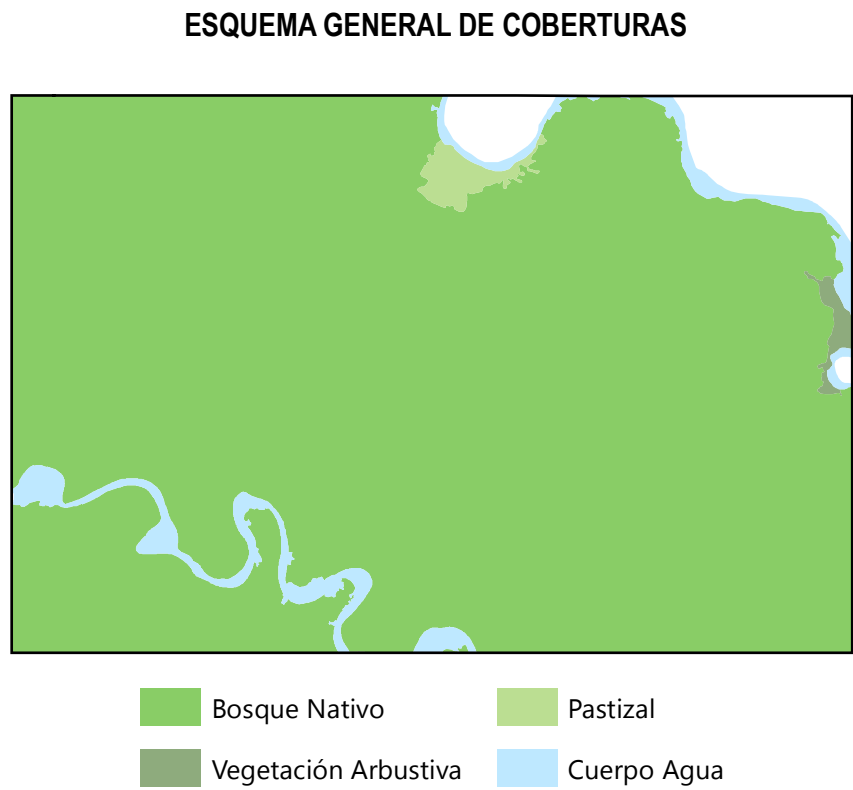 ESQUEMA GENERAL DE COBERTURAS
Bosque Nativo
Pastizal
Vegetación Arbustiva
Cuerpo Agua